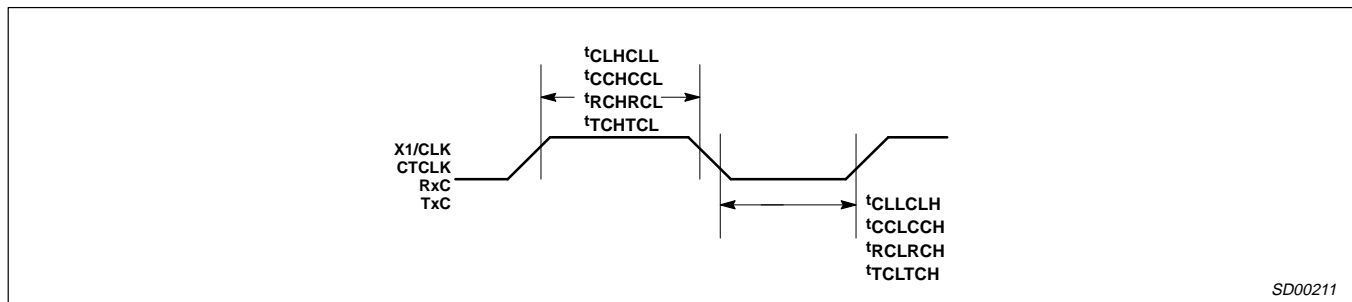 tCLHCLL
tCCHCCL
tRCHRCL
tTCHTCL
X1/CLK
CTCLK
RxC
TxC
tCLLCLH
tCCLCCH
tRCLRCH
tTCLTCH
SD00211